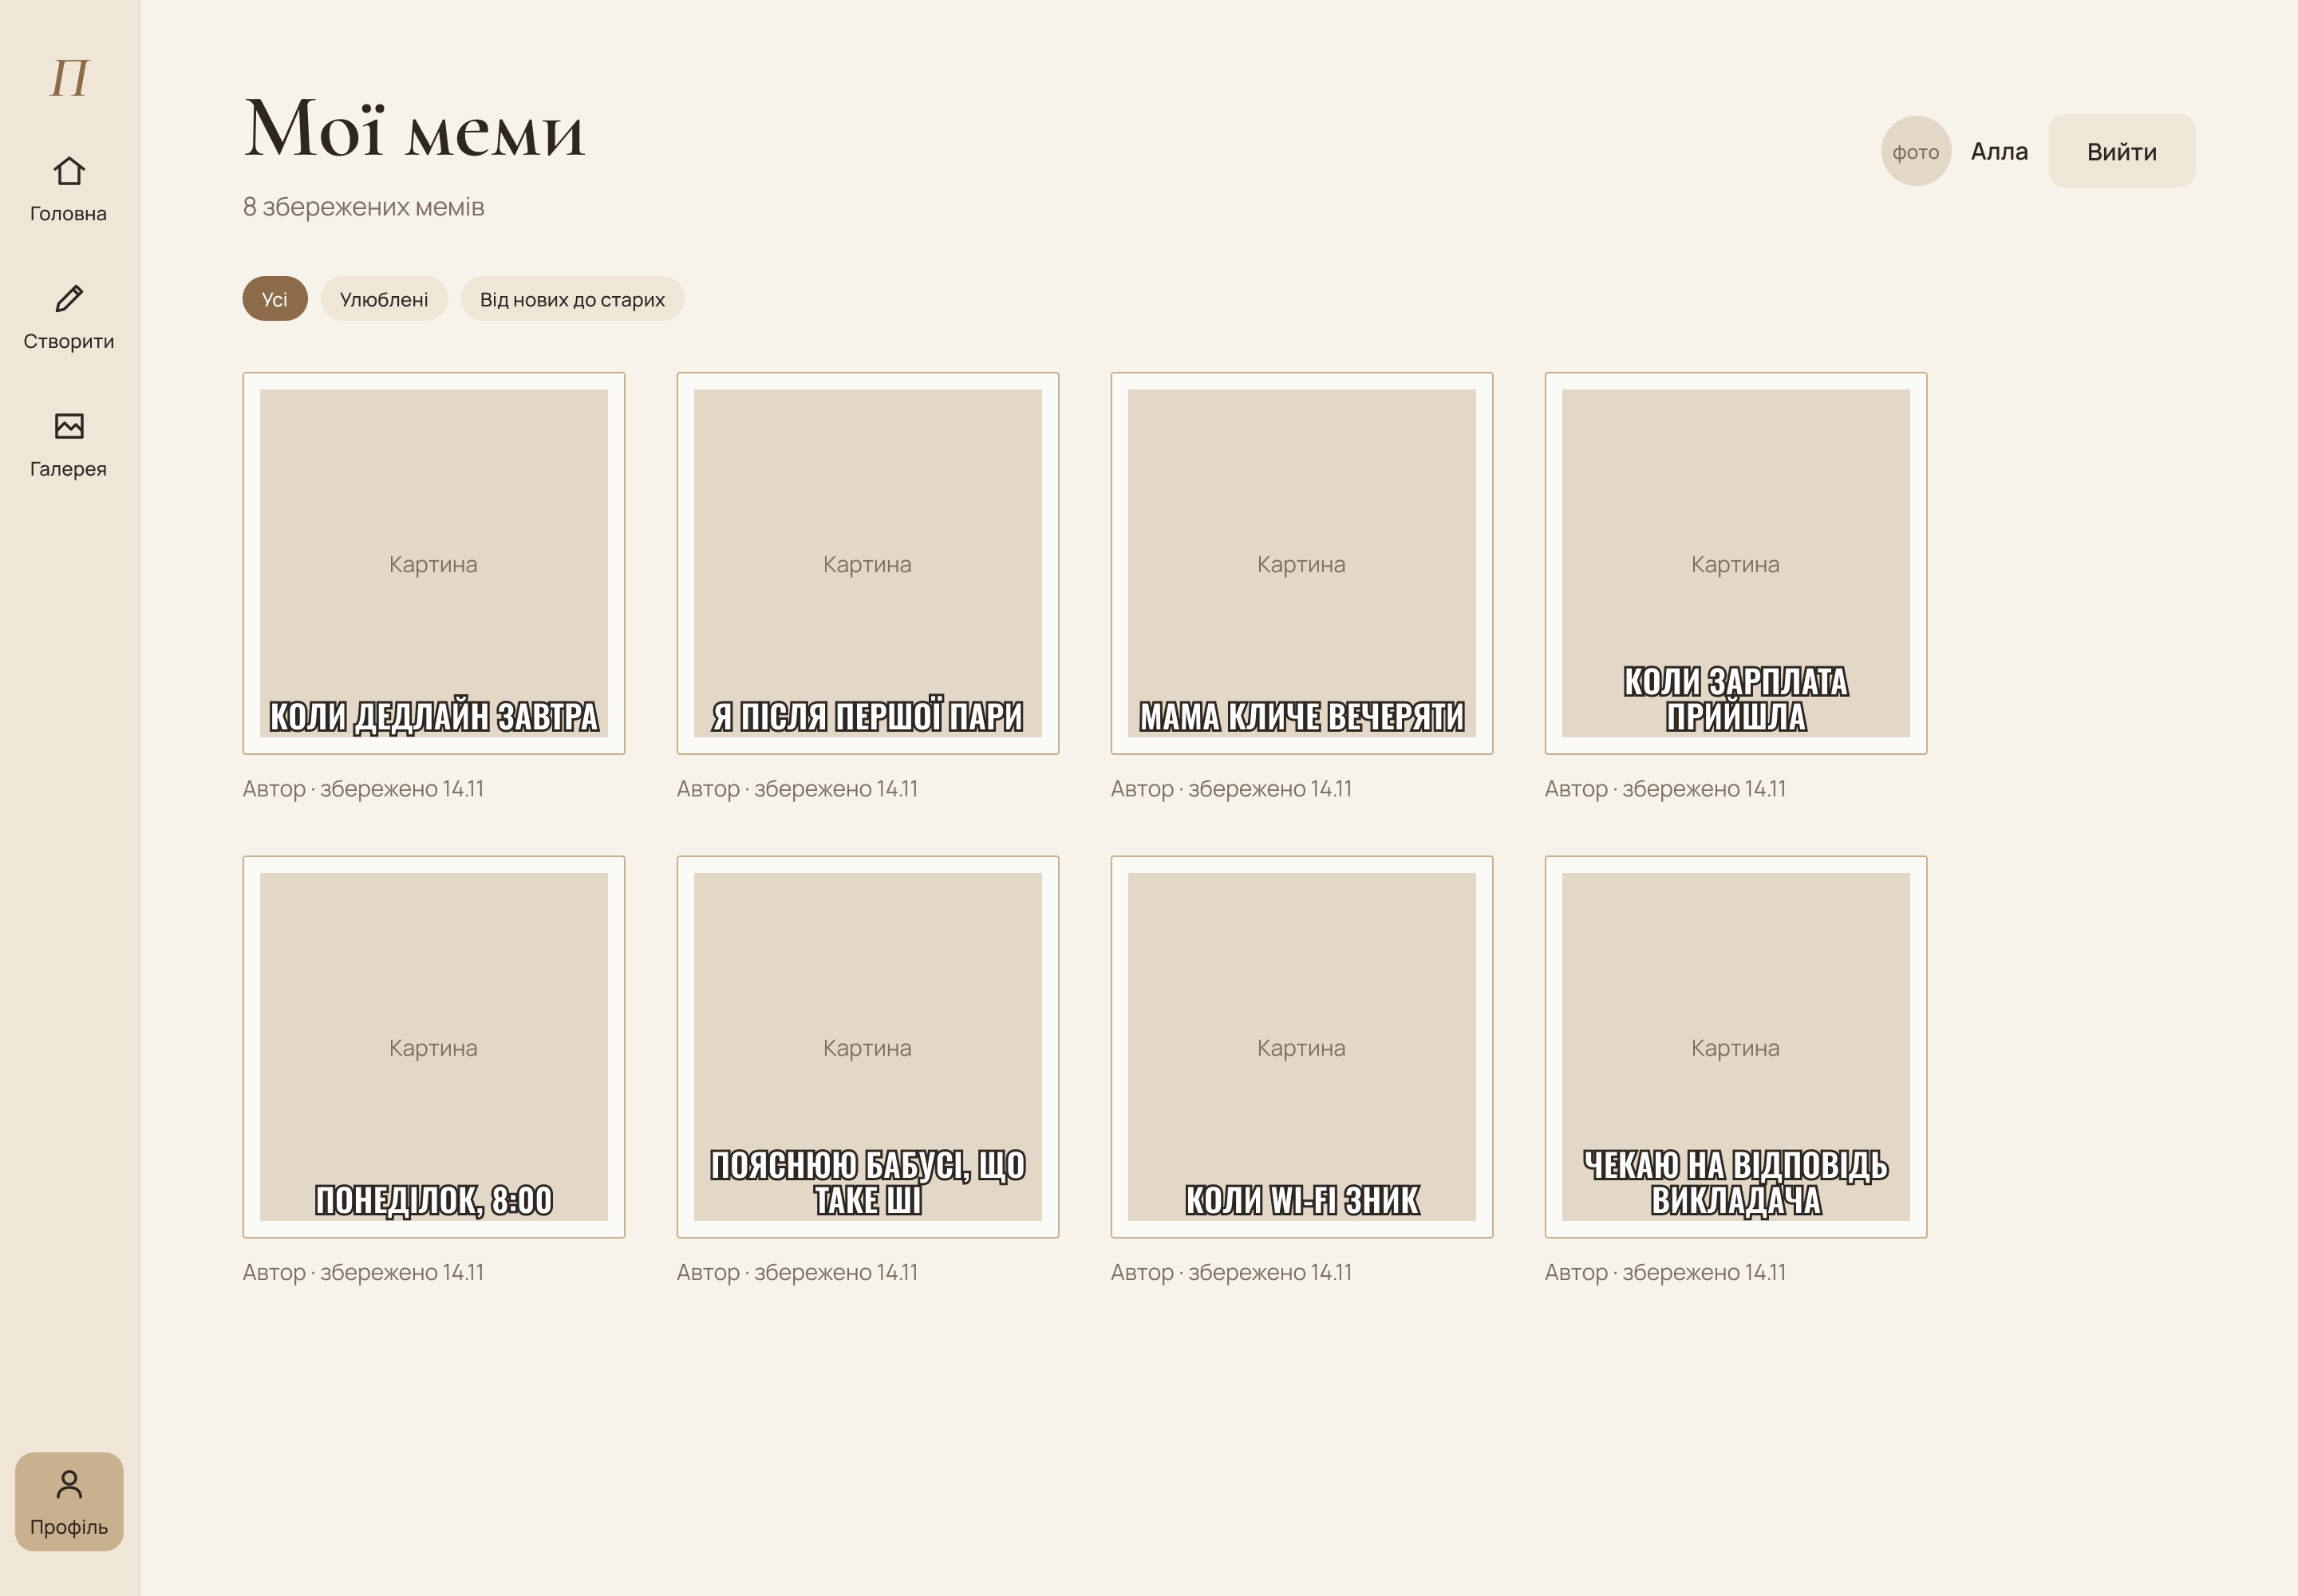 П
Головна
Створити
Галерея
Профіль
Мої меми
8 збережених мемів
фото
Алла
Вийти
Усі
Улюблені
Від нових до старих
Картина
КОЛИ ДЕДЛАЙН ЗАВТРА
Автор · збережено 14.11
Картина
Я ПІСЛЯ ПЕРШОЇ ПАРИ
Автор · збережено 14.11
Картина
МАМА КЛИЧЕ ВЕЧЕРЯТИ
Автор · збережено 14.11
Картина
КОЛИ ЗАРПЛАТА
ПРИЙШЛА
Автор · збережено 14.11
Картина
ПОНЕДІЛОК, 8:00
Автор · збережено 14.11
Картина
ПОЯСНЮЮ БАБУСІ, ЩО
ТАКЕ ШІ
Автор · збережено 14.11
Картина
КОЛИ WI-FI ЗНИК
Автор · збережено 14.11
Картина
ЧЕКАЮ НА ВІДПОВІДЬ
ВИКЛАДАЧА
Автор · збережено 14.11